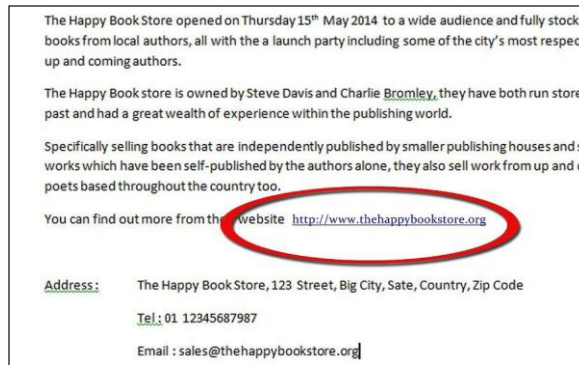 The Happy Book Store opened on Thursday 15th May 2014 to a wide audience and fully stock
books from local authors, all with the a launch party including some of the city's most respec
up and coming authors.
The Happy Book store is owned by Steve Davis and Charlie Bromley, they have both run store
past and had a great wealth of experience within the publishing world.
Specifically selling books that are independently published by smaller publishing houses and s
works which have been self-published by the authors alone, they also sell work from up and c
poets based throughout the country too.
You can find out more from the website http://www.thehappybookstore.org
Address: The Happy Book Store, 123 Street, Big City, Sate, Country, Zip Code
Tel : 01 12345687987
Email : sales@thehappybookstore.org